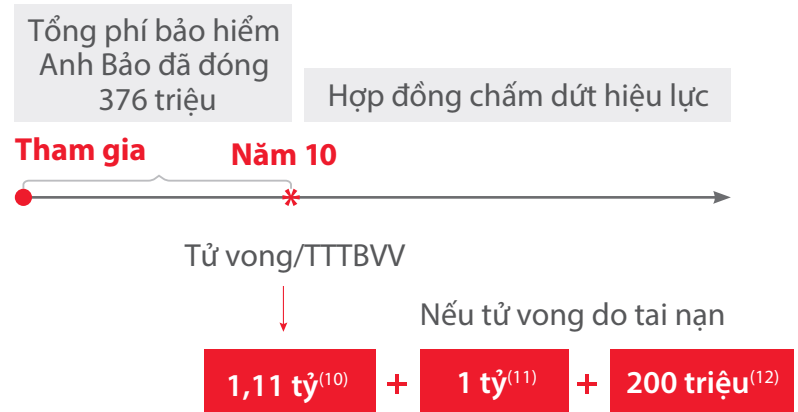 Tổng phí bảo hiểm
Anh Bảo đã đóng
376 triệu
Hợp đồng chấm dứt hiệu lực
Tham gia
Năm 10
Tử vong/TTTBVV
Nếu tử vong do tai nạn
1,11 tỷ(10) + 1 tỷ(11) + 200 triệu(12)